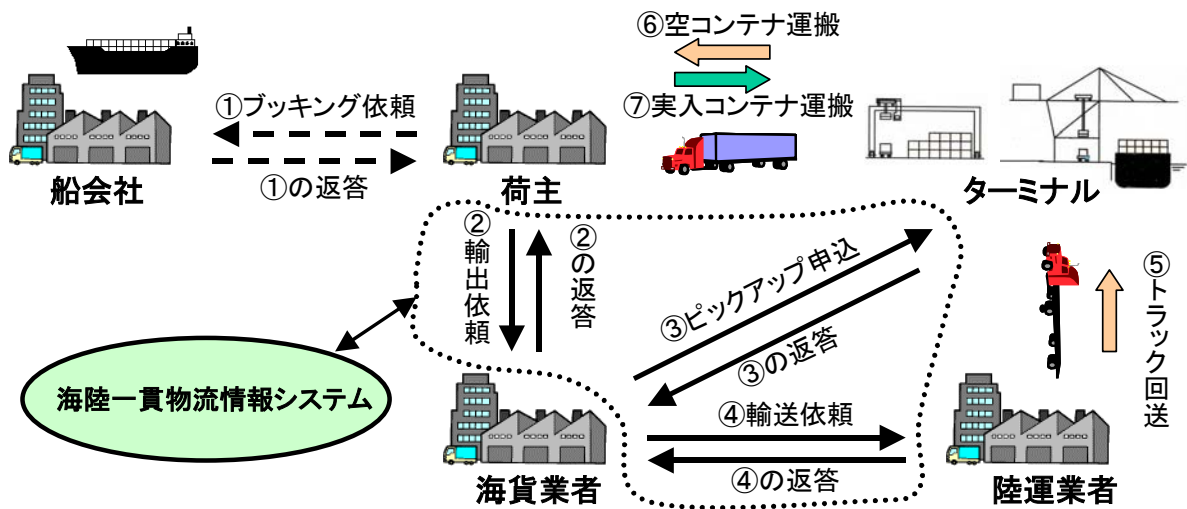 ⑥空コンテナ運搬
①ブッキング依頼
⑦実入コンテナ運搬
①の返答
船会社
荷主
ターミナル
②輸出依頼
②の返答
③ピックアップ申込
③の返答
⑤トラック回送
海陸一貫物流情報システム
④輸送依頼
④の返答
海貨業者
陸運業者